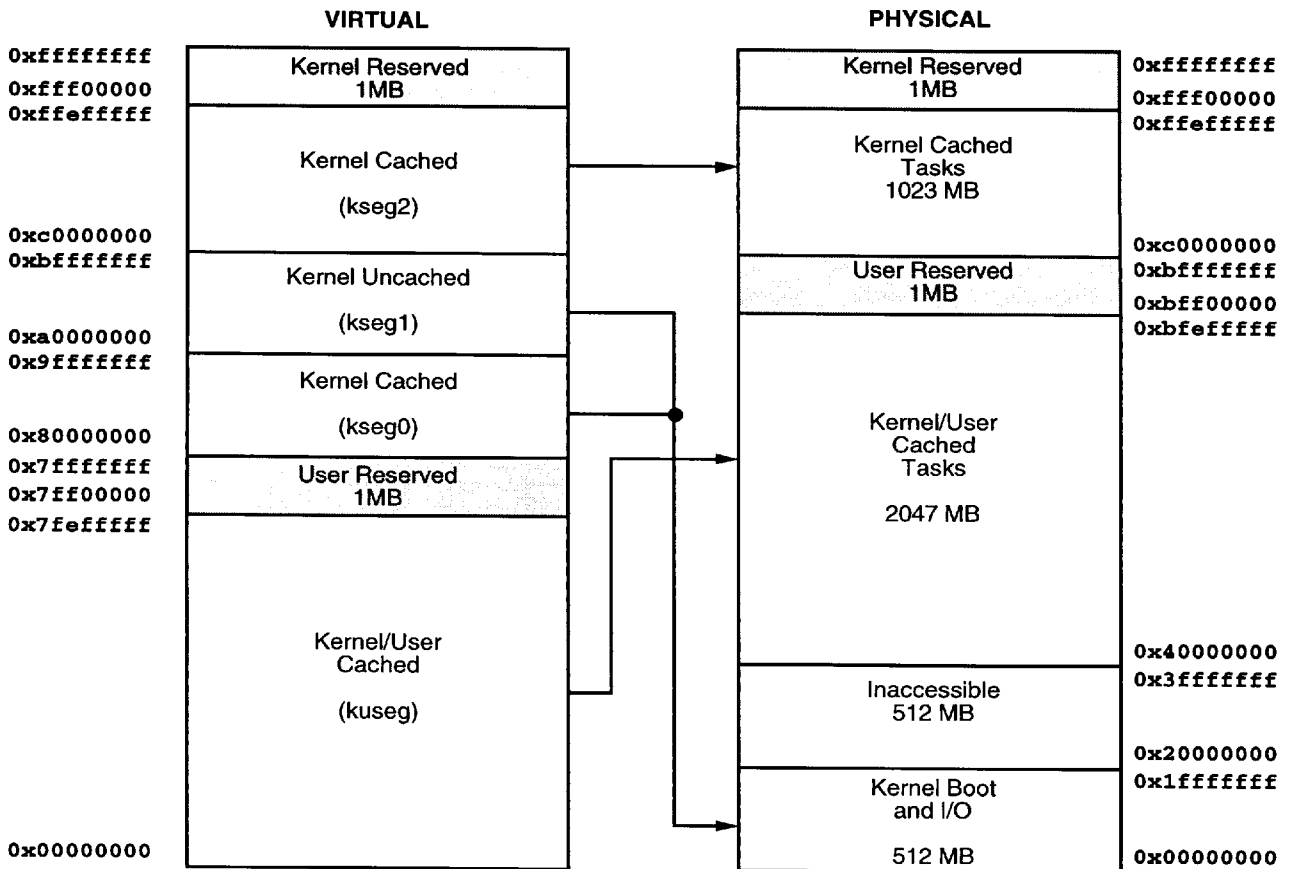 VIRTUAL
PHYSICAL
0xffffffff
0xfff00000
0xffefffff
0xc0000000
0xbfffffff
0xa0000000
0x9fffffff
0x80000000
0x7fffffff
0x7ff00000
0x7fefffff
0x00000000
Kernel Reserved
1MB
Kernel Cached
(kseg2)
Kernel Uncached
(kseg1)
Kernel Cached
(kseg0)
User Reserved
1MB
Kernel/User
Cached
(kuseg)
Kernel Reserved
1MB
Kernel Cached
Tasks
1023 MB
User Reserved
1MB
Kernel/User
Cached
Tasks
2047 MB
Inaccessible
512 MB
Kernel Boot
and I/O
512 MB
0xffffffff
0xfff00000
0xffefffff
0xc0000000
0xbfffffff
0xbff00000
0xbfefffff
0x40000000
0x3fffffff
0x20000000
0x1fffffff
0x00000000